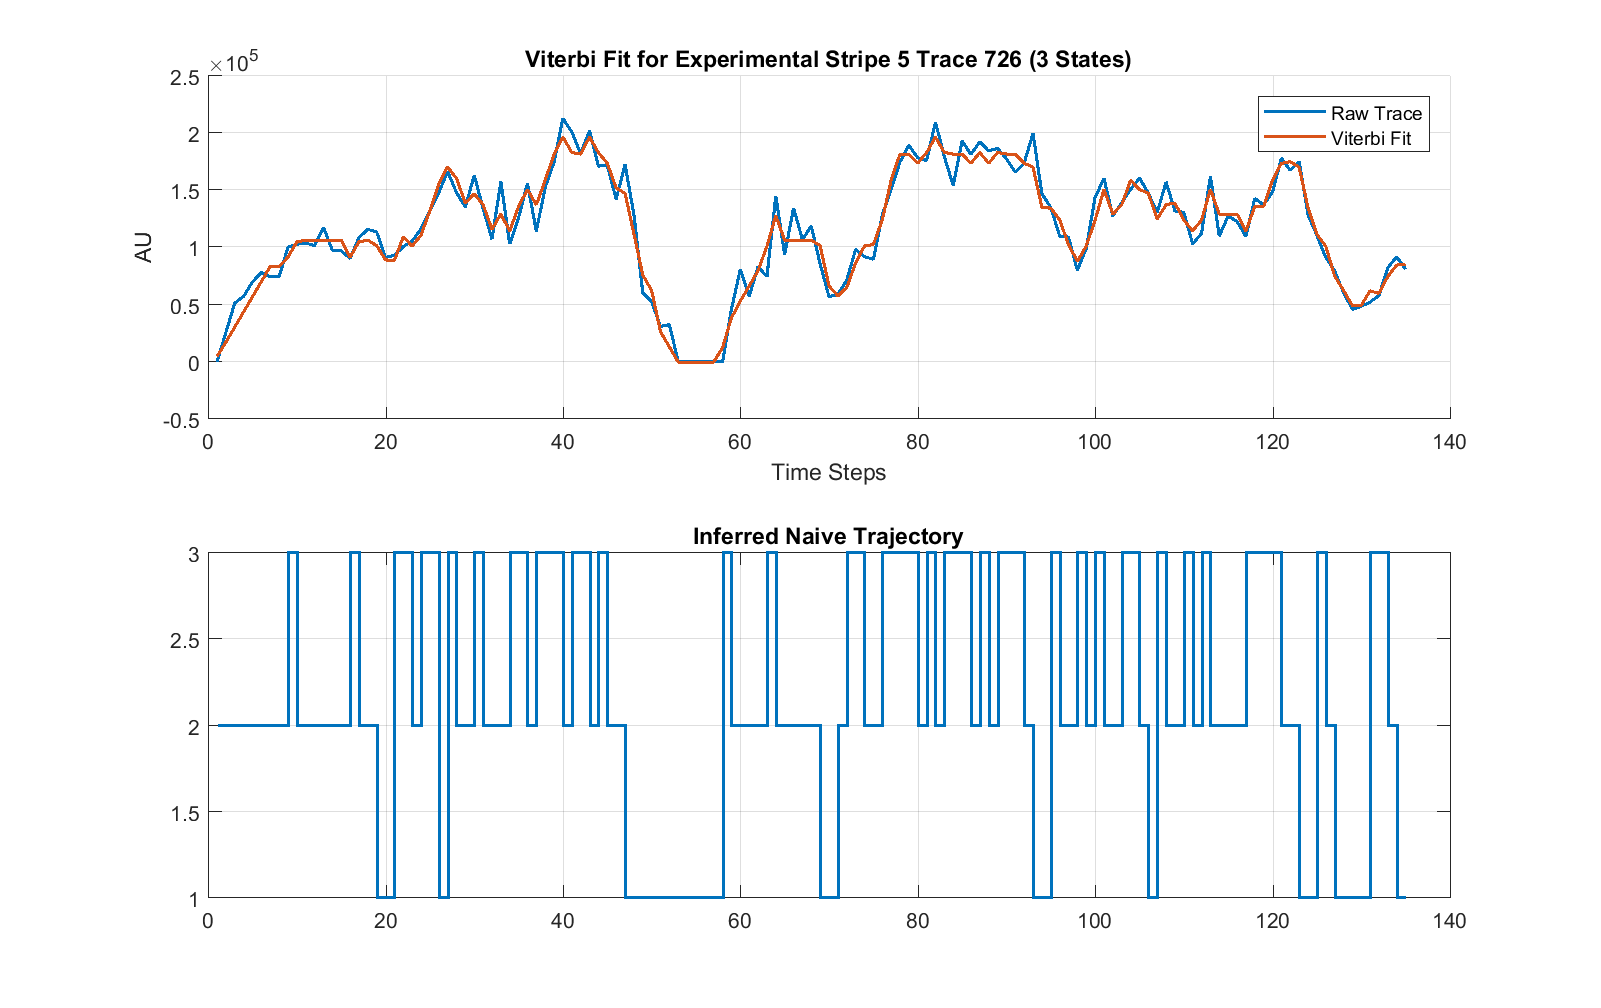 Viterbi Fit for Experimental Stripe 5 Trace 726 (3 States)
×10^5
2.5
2
1.5
1
0.5
0
-0.5
AU
Raw Trace
Viterbi Fit
0 20 40 60 80 100 120 140
Time Steps
Inferred Naive Trajectory
3
2.5
2
1.5
1
0 20 40 60 80 100 120 140